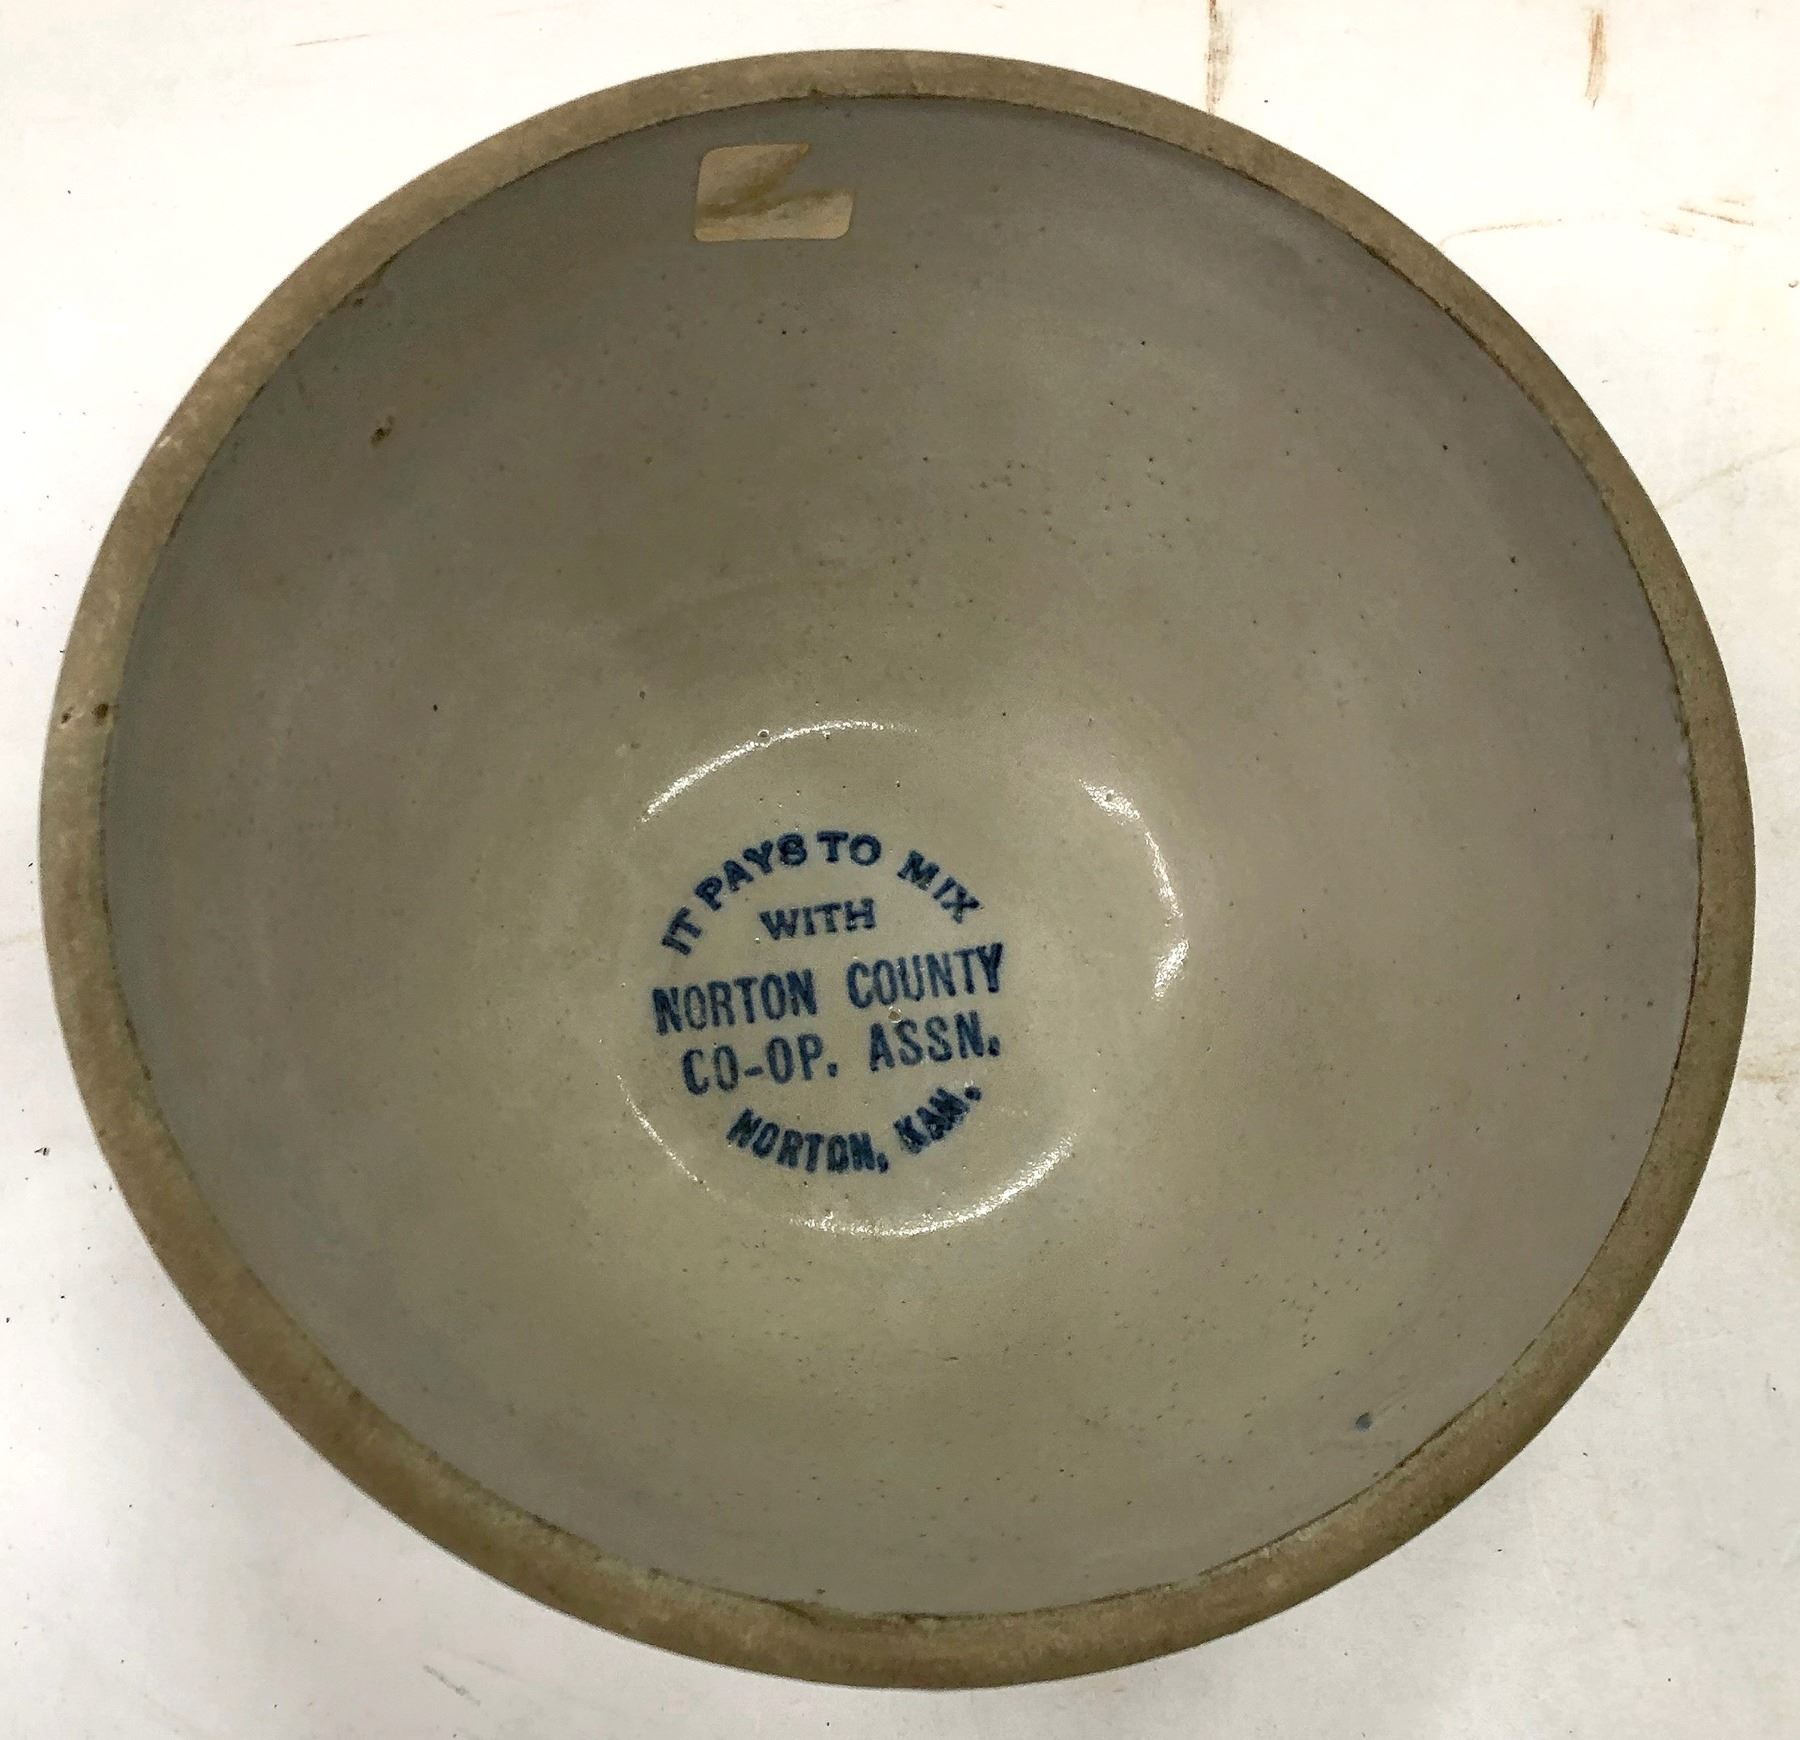 IT PAYS TO MIX
WITH
NORTON COUNTY
CO-OP. ASSN.
NORTON, KAN.